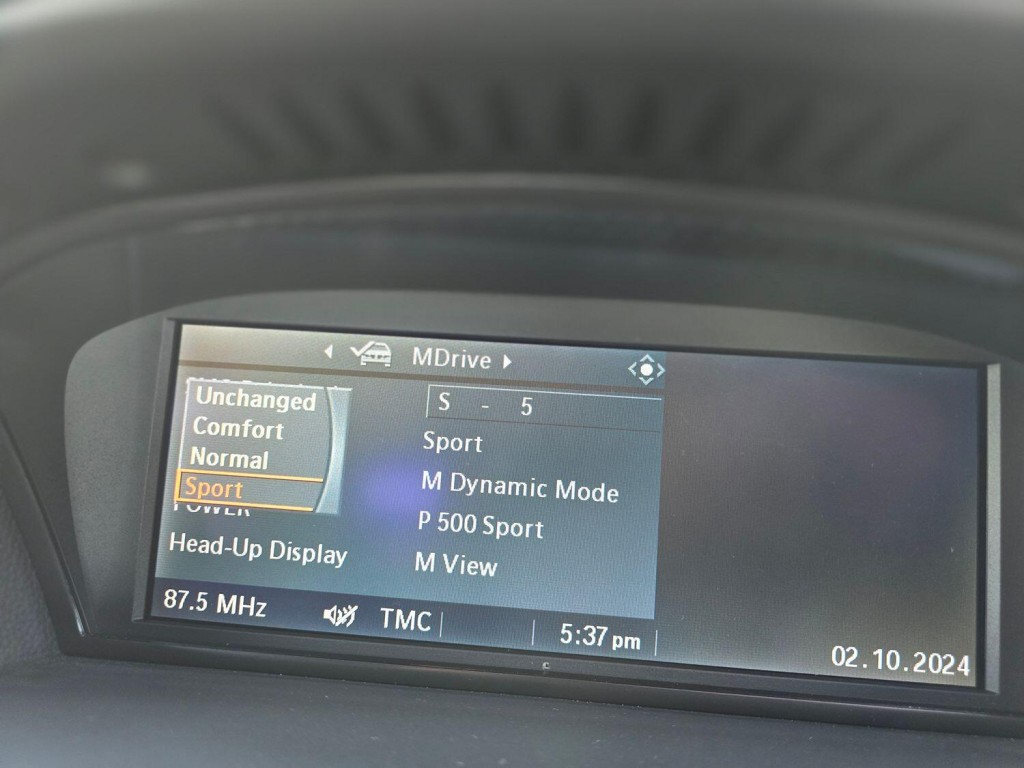 MDrive
S - 5
Unchanged
Comfort
Normal
Sport
Sport
M Dynamic Mode
POWER
P 500 Sport
Head-Up Display
M View
87.5 MHz
TMC
5:37 pm
02.10.2024